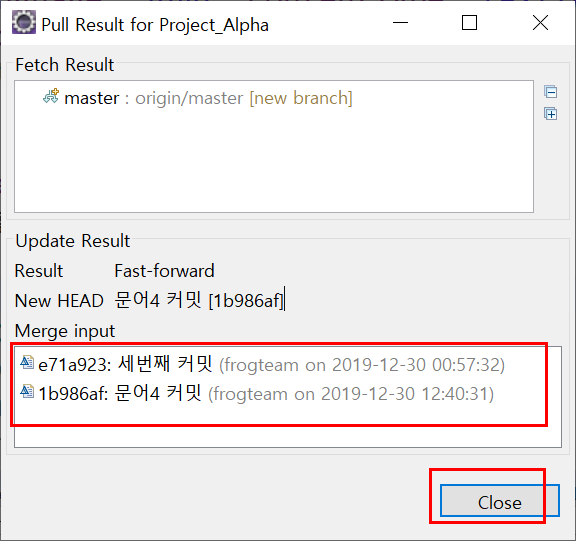 Pull Result for Project_Alpha
Fetch Result
master : origin/master [new branch]
Update Result
Result Fast-forward
New HEAD 문어4 커밋 [1b986af]
Merge input
e71a923: 세번째 커밋 (frogteam on 2019-12-30 00:57:32)
1b986af: 문어4 커밋 (frogteam on 2019-12-30 12:40:31)
Close